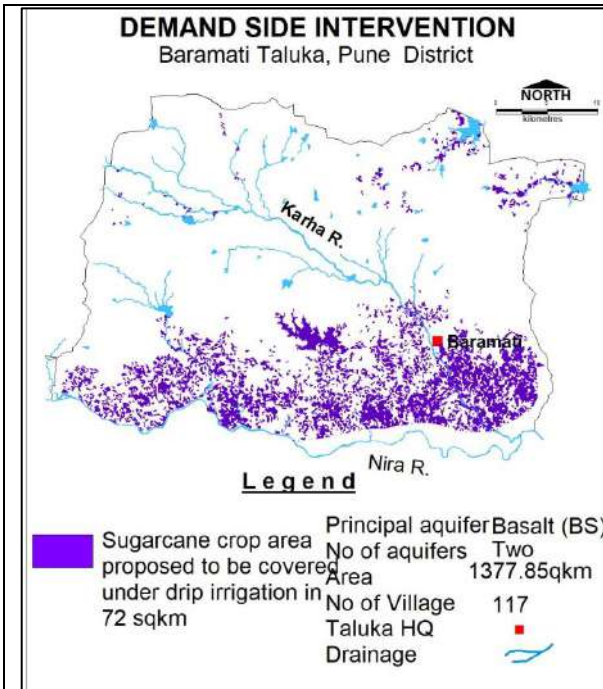 DEMAND SIDE INTERVENTION
Baramati Taluka, Pune District
NORTH
kilometres
Karha R.
Baramati
Nira R.
Legend
Sugarcane crop area
proposed to be covered
under drip irrigation in
72 sqkm
Principal aquifer Basalt (BS)
No of aquifers Two
Area 1377.85qkm
No of Village 117
Taluka HQ
Drainage